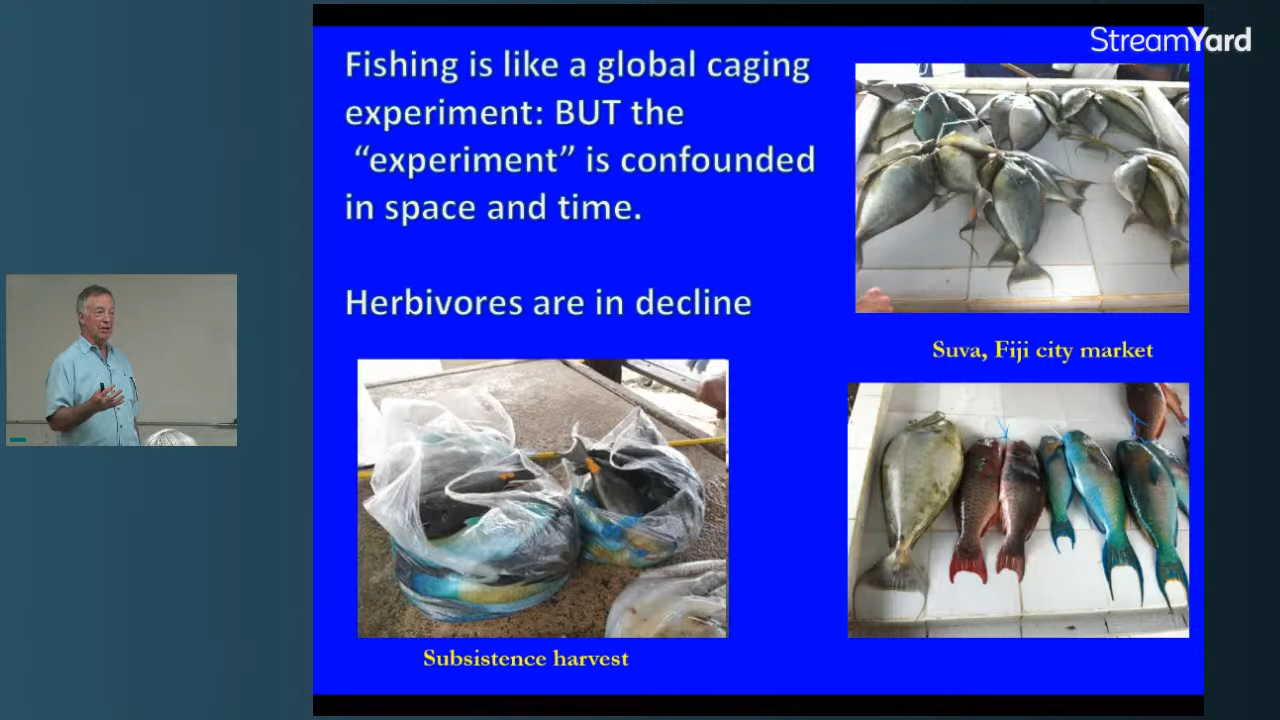 StreamYard
Fishing is like a global caging
experiment: BUT the
“experiment” is confounded
in space and time.
Herbivores are in decline
Suva, Fiji city market
Subsistence harvest